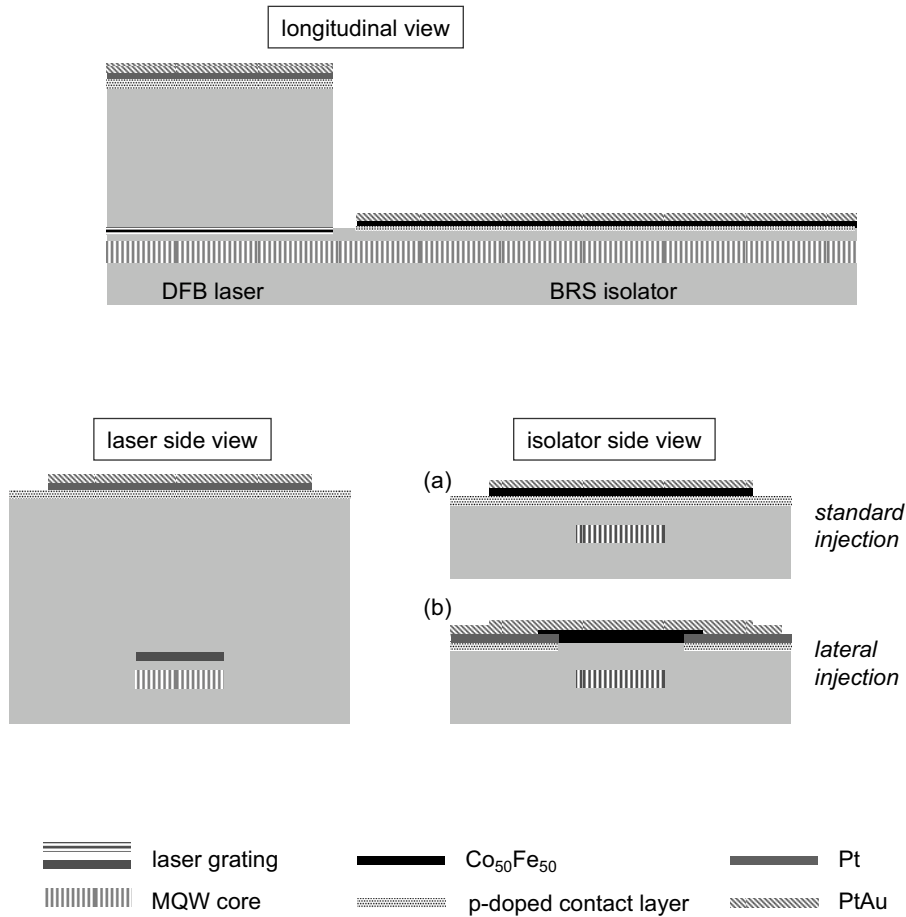 longitudinal view
DFB laser
BRS isolator
laser side view
isolator side view
(a)
standard
injection
(b)
lateral
injection
laser grating
Co₅₀Fe₅₀
Pt
MQW core
p-doped contact layer
PtAu